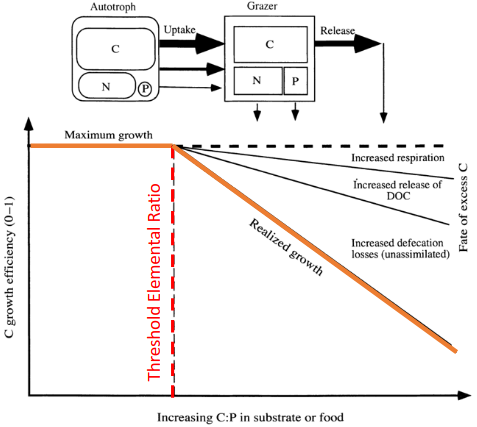 Autotroph
Grazer
Uptake
Release
C
C
N
P
N
P
Maximum growth
Increased respiration
Increased release of
DOC
Increased defecation
losses (unassimilated)
Realized growth
Threshold Elemental Ratio
C growth efficiency (0–1)
Fate of excess C
Increasing C:P in substrate or food